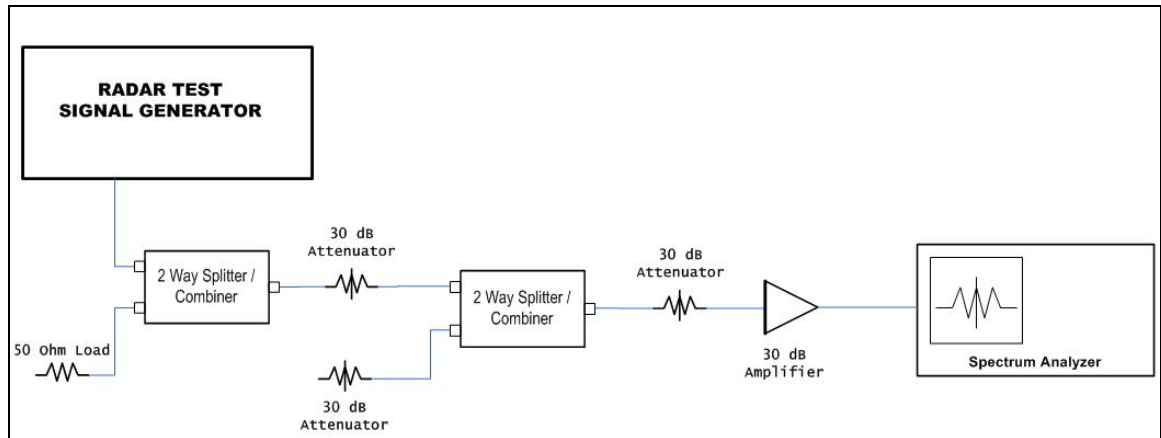 RADAR TEST
SIGNAL GENERATOR
30 dB
Attenuator
30 dB
Attenuator
2 Way Splitter /
Combiner
2 Way Splitter /
Combiner
50 Ohm Load
30 dB
Attenuator
30 dB
Amplifier
Spectrum Analyzer